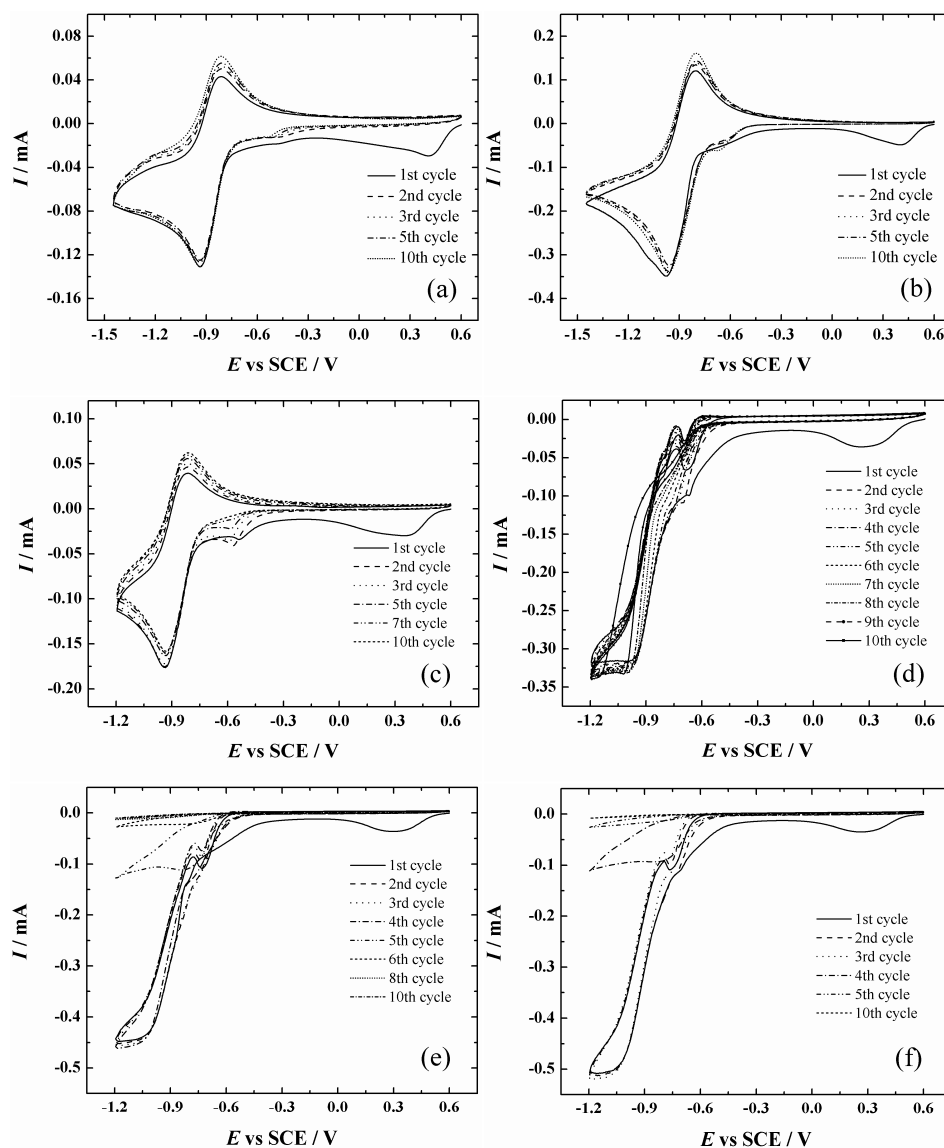 0.08
0.04
0.00
-0.04
-0.08
-0.12
-0.16
I / mA
1st cycle
2nd cycle
3rd cycle
5th cycle
10th cycle
(a)
-1.5 -1.2 -0.9 -0.6 -0.3 0.0 0.3 0.6
E vs SCE / V
0.2
0.1
0.0
-0.1
-0.2
-0.3
-0.4
I / mA
1st cycle
2nd cycle
3rd cycle
5th cycle
10th cycle
(b)
-1.5 -1.2 -0.9 -0.6 -0.3 0.0 0.3 0.6
E vs SCE / V
0.10
0.05
0.00
-0.05
-0.10
-0.15
-0.20
I / mA
1st cycle
2nd cycle
3rd cycle
5th cycle
7th cycle
10th cycle
(c)
-1.2 -0.9 -0.6 -0.3 0.0 0.3 0.6
E vs SCE / V
0.00
-0.05
-0.10
-0.15
-0.20
-0.25
-0.30
-0.35
I / mA
1st cycle
2nd cycle
3rd cycle
4th cycle
5th cycle
6th cycle
7th cycle
8th cycle
9th cycle
10th cycle
(d)
-1.2 -0.9 -0.6 -0.3 0.0 0.3 0.6
E vs SCE / V
0.0
-0.1
-0.2
-0.3
-0.4
-0.5
I / mA
1st cycle
2nd cycle
3rd cycle
4th cycle
5th cycle
6th cycle
8th cycle
10th cycle
(e)
-1.2 -0.9 -0.6 -0.3 0.0 0.3 0.6
E vs SCE / V
0.0
-0.1
-0.2
-0.3
-0.4
-0.5
I / mA
1st cycle
2nd cycle
3rd cycle
4th cycle
5th cycle
10th cycle
(f)
-1.2 -0.9 -0.6 -0.3 0.0 0.3 0.6
E vs SCE / V